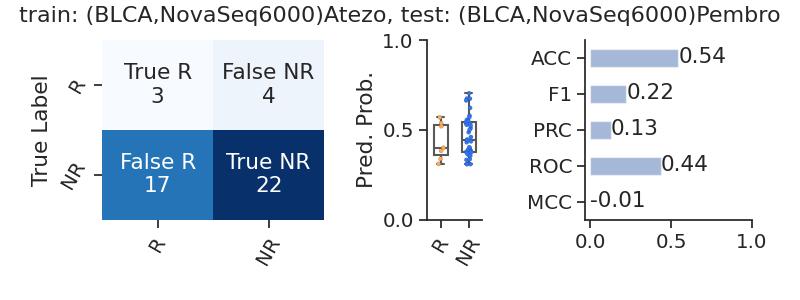 train: (BLCA,NovaSeq6000)Atezo, test: (BLCA,NovaSeq6000)Pembro
True Label
R
NR
True R
3
False NR
4
False R
17
True NR
22
R
NR
Pred. Prob.
1.0
0.5
0.0
R
NR
ACC
0.54
F1
0.22
PRC
0.13
ROC
0.44
MCC
-0.01
0.0
0.5
1.0